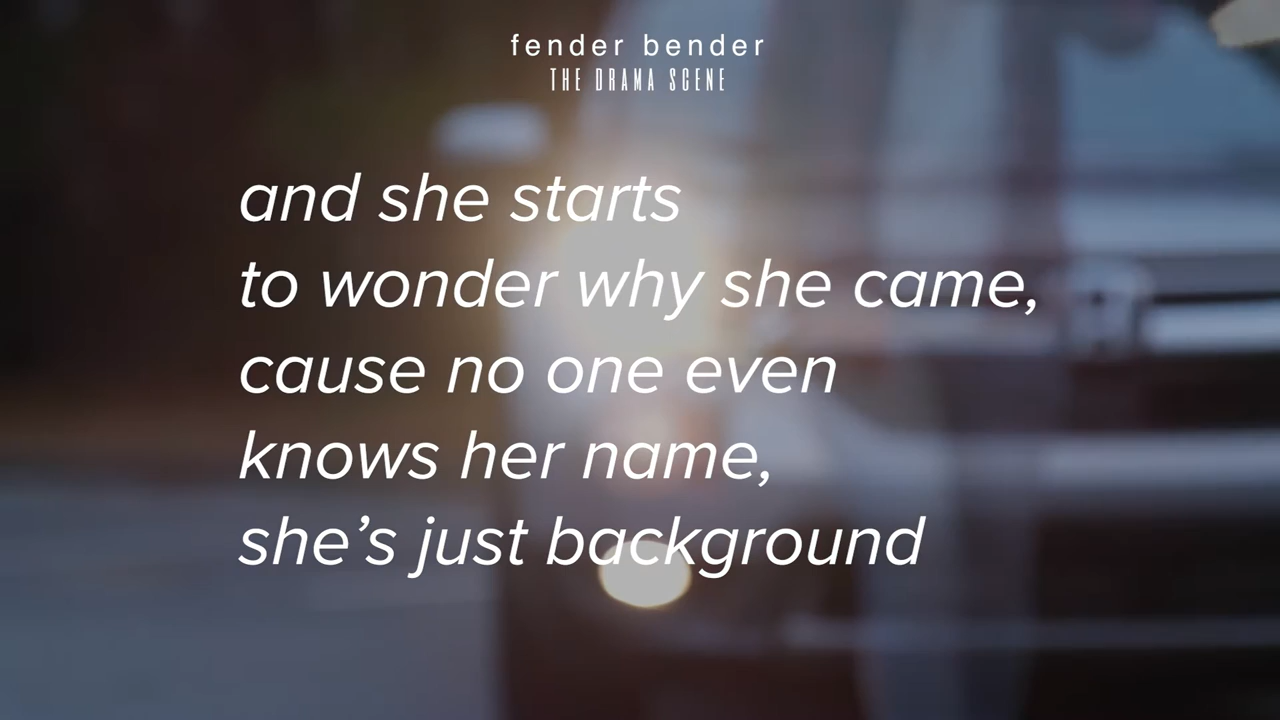 fender bender
THE DRAMA SCENE
and she starts
to wonder why she came,
cause no one even
knows her name,
she’s just background